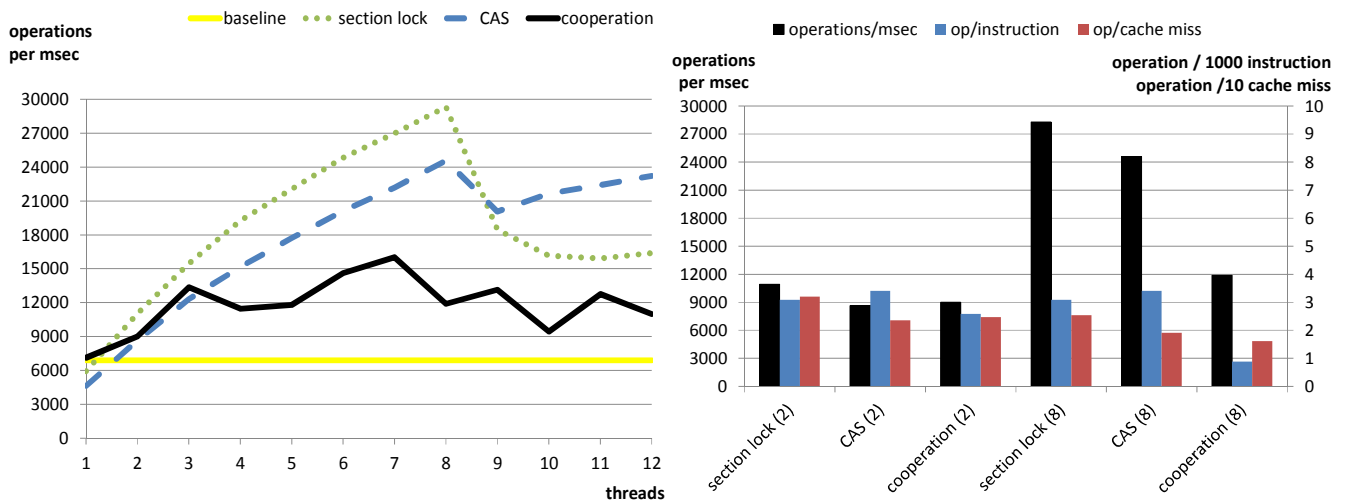 baseline section lock CAS cooperation
operations
per msec
30000
27000
24000
21000
18000
15000
12000
9000
6000
3000
0
1 2 3 4 5 6 7 8 9 10 11 12
threads
operations/msec op/instruction op/cache miss
operations
per msec
operation / 1000 instruction
operation /10 cache miss
30000
27000
24000
21000
18000
15000
12000
9000
6000
3000
0
10
9
8
7
6
5
4
3
2
1
0
section lock (2)
CAS (2)
cooperation (2)
section lock (8)
CAS (8)
cooperation (8)